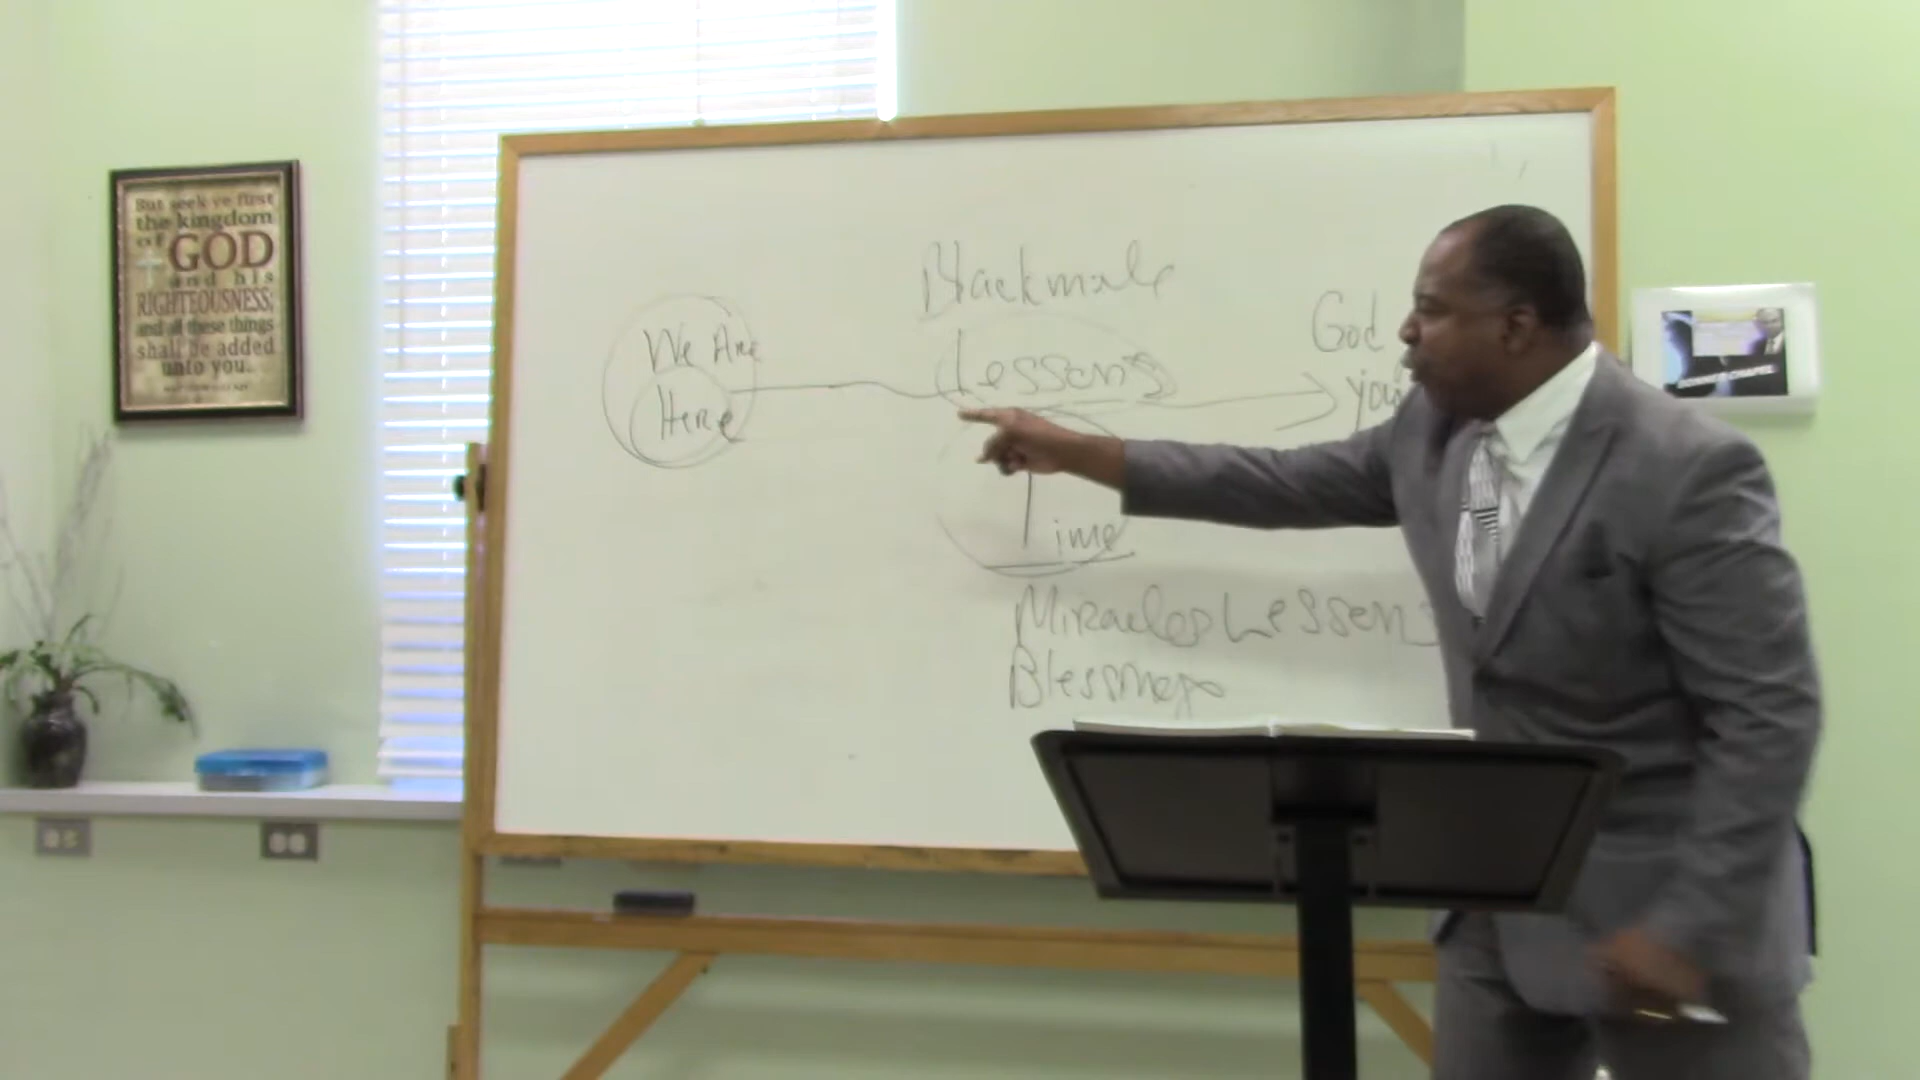 But seek ye first
the kingdom
of GOD
and his
RIGHTEOUSNESS;
and all these things
shall be added
unto you.
We Are
Here
Blackmale
Lessons
Time
Miracles Lessons
Blessings
God